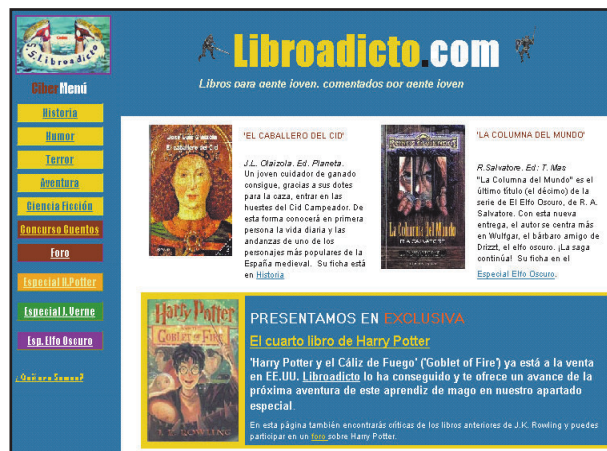 S.S.Libroadicto
Libroadicto.com
Libros para gente joven, comentados por gente joven
CiberMenú
Historia
Humor
Terror
Aventura
Ciencia Ficción
Concurso Cuentos
Foro
Especial H.Potter
Especial J.Verne
Esp. Elfo Oscuro
¿Quiénes Somos?
José Luis Olaizola
El caballero del Cid
'EL CABALLERO DEL CID'
J.L. Olaizola. Ed: Planeta.
Un joven cuidador de ganado
consigue, gracias a sus dotes
para la caza, entrar en las
huestes del Cid Campeador. De
esta forma conocerá en primera
persona la vida diaria y las
andanzas de uno de los
personajes más populares de la
España medieval. Su ficha está
en Historia
REINOS OLVIDADOS
La Columna del Mundo
R.A. SALVATORE
'LA COLUMNA DEL MUNDO'
R.Salvatore. Ed: T. Mas
"La Columna del Mundo" es el
último título (el décimo) de la
serie de El Elfo Oscuro, de R. A.
Salvatore. Con esta nueva
entrega, el autor se centra más
en Wulfgar, el bárbaro amigo de
Drizzt, el elfo oscuro. ¡La saga
continúa! Su ficha en el
Especial Elfo Oscuro.
Harry Potter
AND THE
GOBLET OF FIRE
J. K. ROWLING
PRESENTAMOS EN EXCLUSIVA
El cuarto libro de Harry Potter
'Harry Potter y el Cáliz de Fuego' ('Goblet of Fire') ya está a la venta
en EE.UU. Libroadicto lo ha conseguido y te ofrece un avance de la
próxima aventura de este aprendiz de mago en nuestro apartado
especial.
En esta página también encontrarás críticas de los libros anteriores de J.K. Rowling y puedes
participar en un foro sobre Harry Potter.